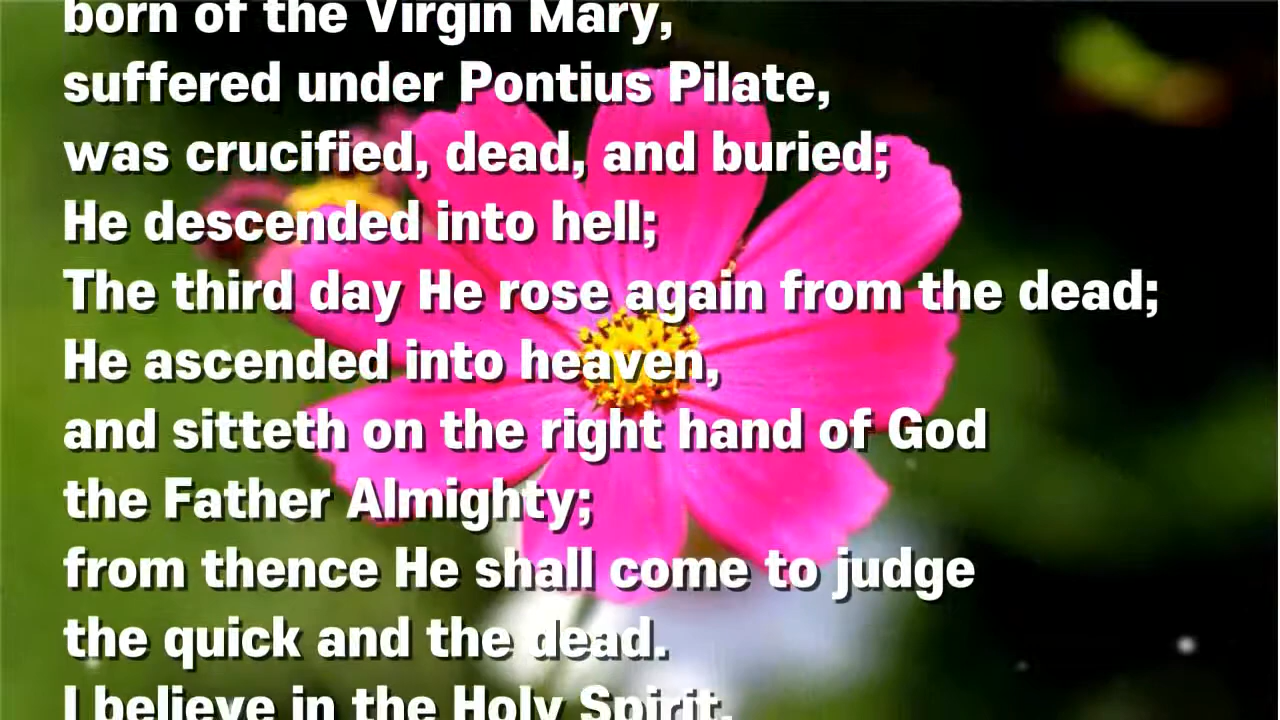 born of the Virgin Mary,
suffered under Pontius Pilate,
was crucified, dead, and buried;
He descended into hell;
The third day He rose again from the dead;
He ascended into heaven,
and sitteth on the right hand of God
the Father Almighty;
from thence He shall come to judge
the quick and the dead.
I believe in the Holy Spirit,